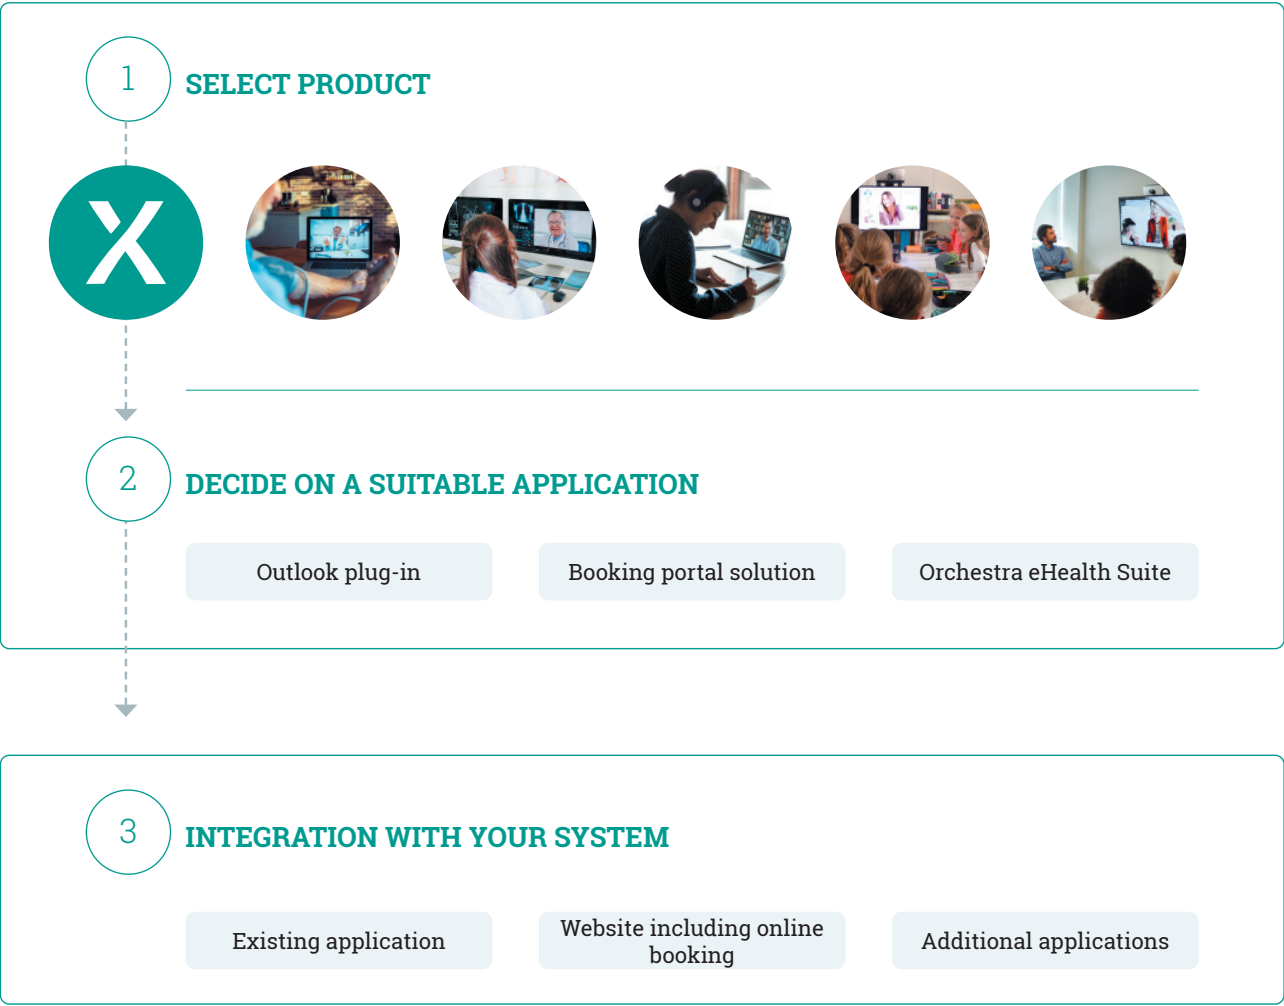 1
SELECT PRODUCT
X
2
DECIDE ON A SUITABLE APPLICATION
Outlook plug-in
Booking portal solution
Orchestra eHealth Suite
3
INTEGRATION WITH YOUR SYSTEM
Existing application
Website including online
booking
Additional applications